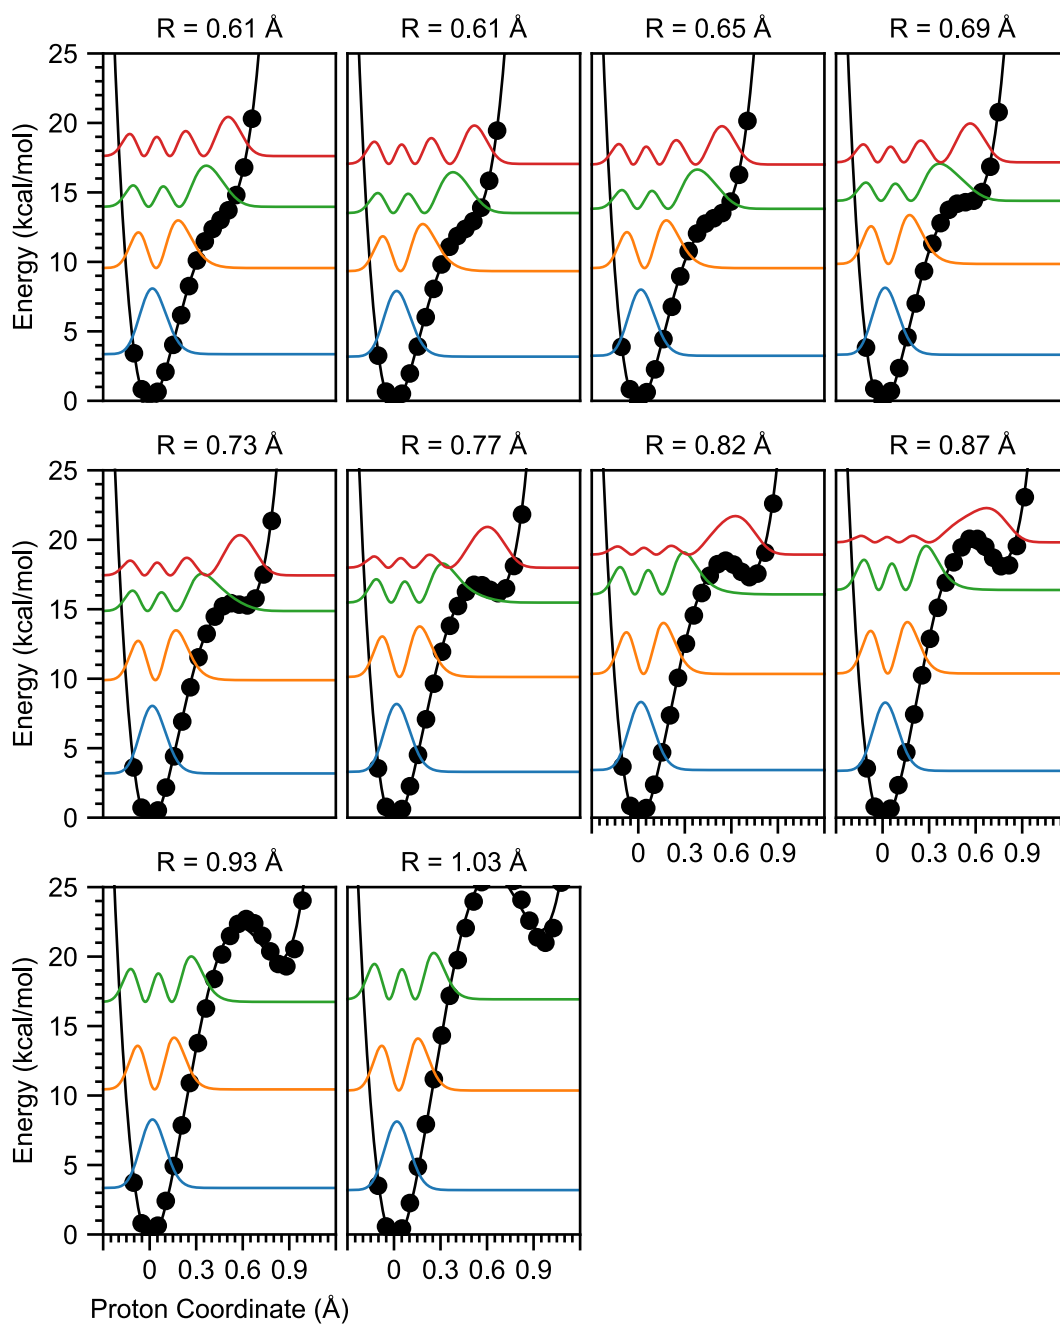 R = 0.61 Å R = 0.61 Å R = 0.65 Å R = 0.69 Å
25
20
15
10
5
0
Energy (kcal/mol)
R = 0.73 Å R = 0.77 Å R = 0.82 Å R = 0.87 Å
25
20
15
10
5
0
Energy (kcal/mol)
0 0.3 0.6 0.9 0 0.3 0.6 0.9
R = 0.93 Å R = 1.03 Å
25
20
15
10
5
0
Energy (kcal/mol)
0 0.3 0.6 0.9 0 0.3 0.6 0.9
Proton Coordinate (Å)